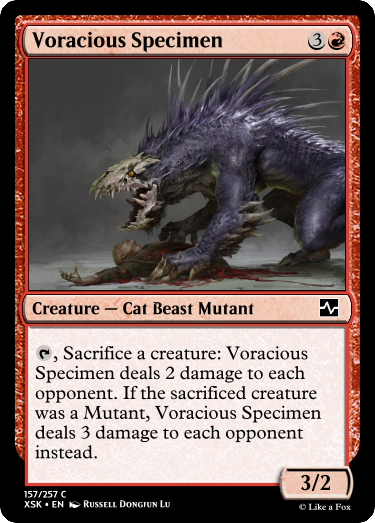 Voracious Specimen 3
Creature — Cat Beast Mutant
, Sacrifice a creature: Voracious
Specimen deals 2 damage to each
opponent. If the sacrificed creature
was a Mutant, Voracious Specimen
deals 3 damage to each opponent
instead.
3/2
157/257 C
XSK • EN Russell Dongjun Lu
© Like a Fox